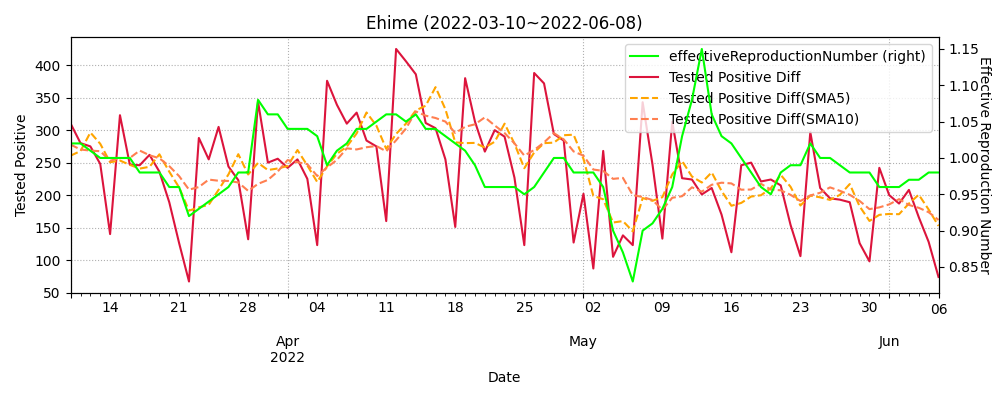 Ehime (2022-03-10~2022-06-08)
effectiveReproductionNumber (right)
Tested Positive Diff
Tested Positive Diff(SMA5)
Tested Positive Diff(SMA10)
Tested Positive
400
350
300
250
200
150
100
50
1.15
1.10
1.05
1.00
0.95
0.90
0.85
Effective Reproduction Number
14 21 28 04 11 18 25 02 09 16 23 30 06
Apr May Jun
2022
Date